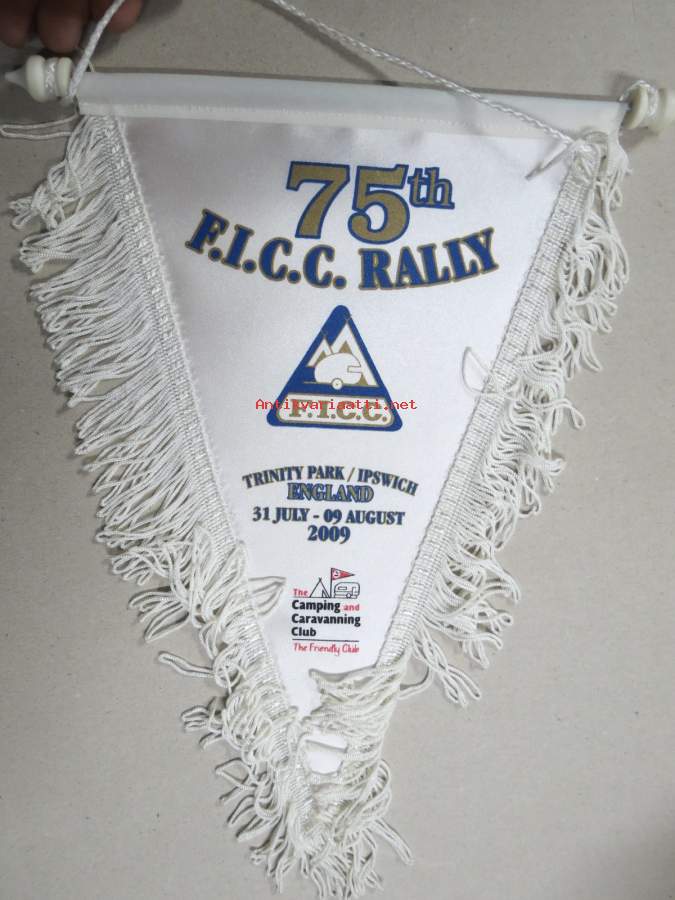 75th
F.I.C.C. RALLY
Antikvariaatti.net
F.I.C.C.
TRINITY PARK / IPSWICH
ENGLAND
31 JULY - 09 AUGUST
2009
The
Camping and
Caravanning
Club
The Friendly Club